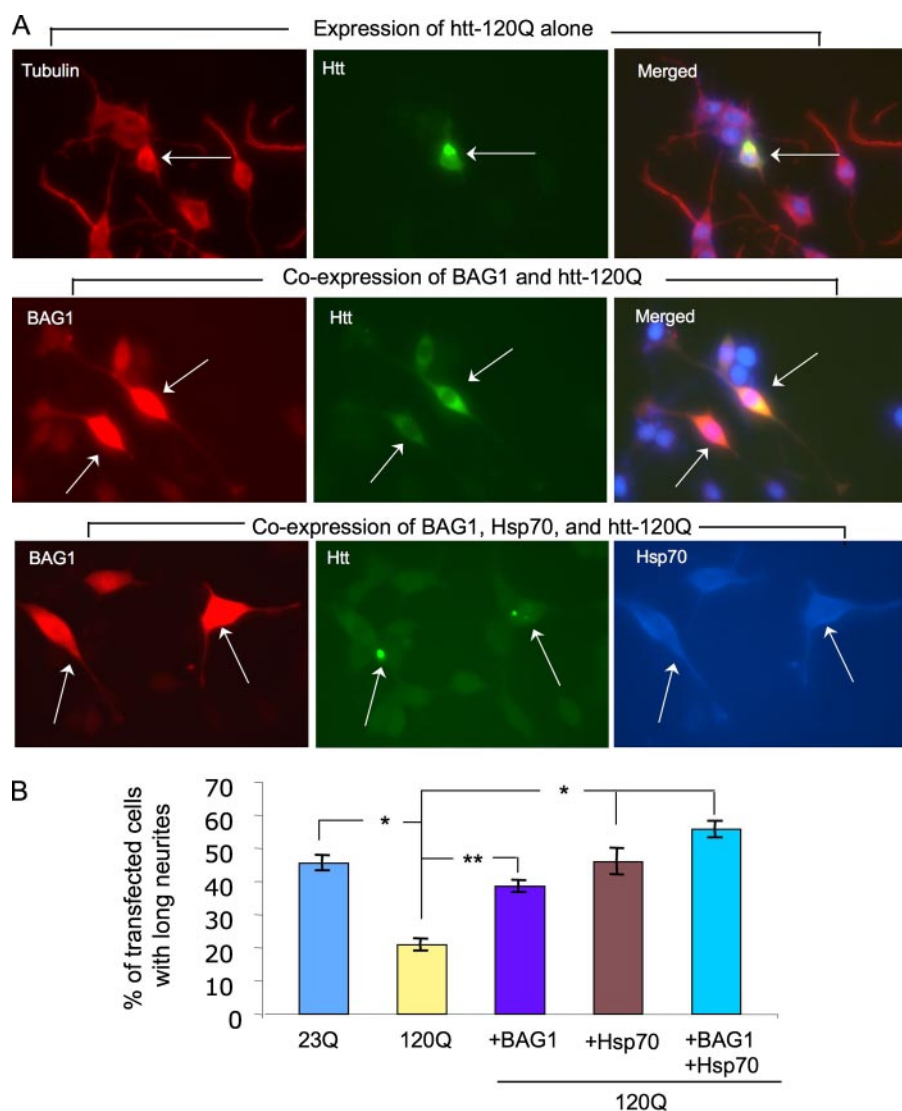 A
Expression of htt-120Q alone
Tubulin Htt Merged
Co-expression of BAG1 and htt-120Q
BAG1 Htt Merged
Co-expression of BAG1, Hsp70, and htt-120Q
BAG1 Htt Hsp70
B
% of transfected cells
with long neurites
70
60
50
40
30
20
10
0
*
**
*
23Q 120Q +BAG1 +Hsp70 +BAG1
+Hsp70
120Q